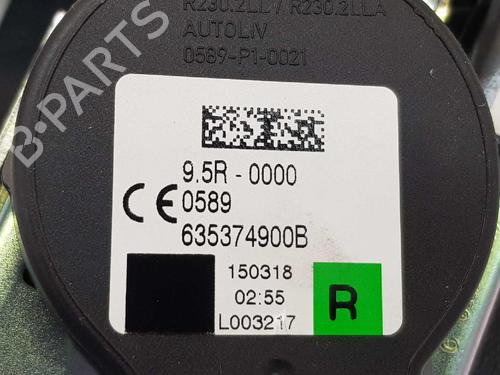 R230.2LL / R230.2LLA
AUTOLIV
0589-P1-0021
B-PARTS
9.5R - 0000
CE 0589
635374900B
150318
02:55
L003217
R